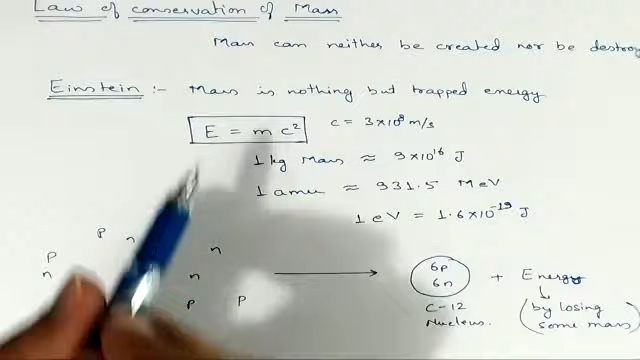 Law of conservation of Mass
Mass can neither be created nor be destroy
Einstein :- Mass is nothing but trapped energy
E = mc² c = 3×10⁸ m/s
1 kg Mass ≈ 9×10¹⁶ J
1 amu ≈ 931.5 MeV
1 eV = 1.6×10⁻¹⁹ J
p n n
p
n n
p p
6p
6n
+ Energy
C-12
Nucleus.
(by losing
some mass)